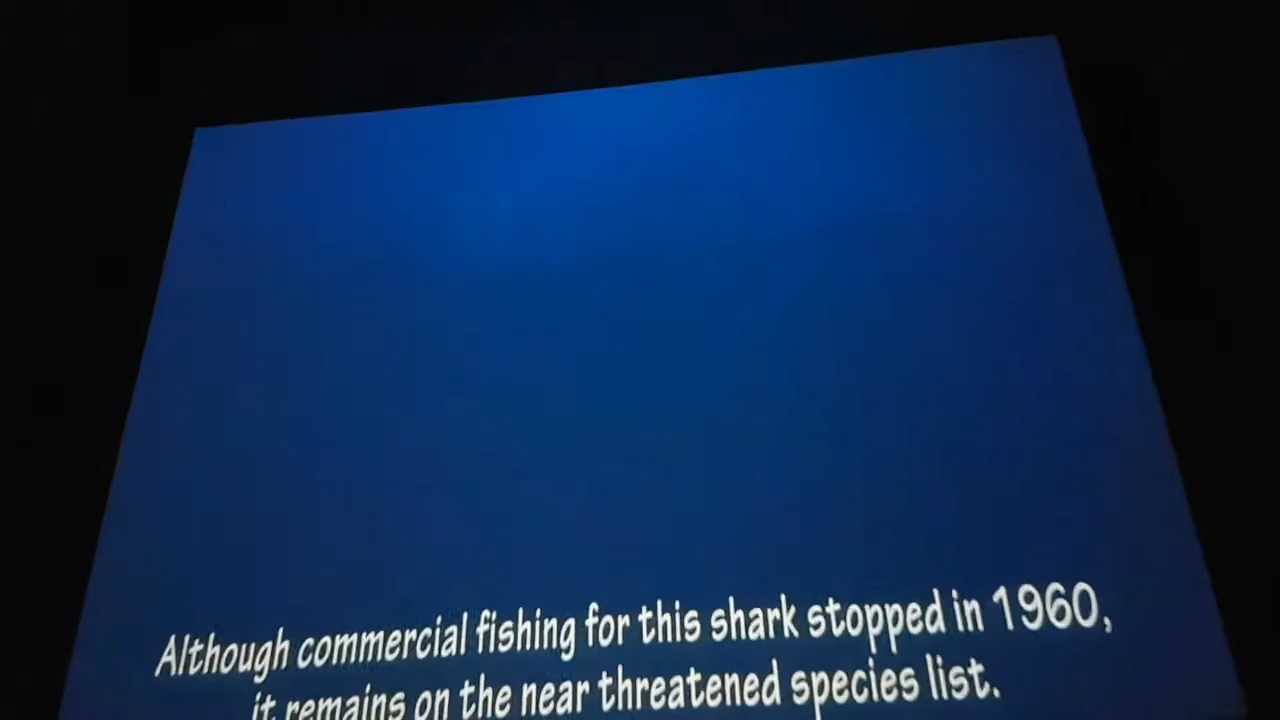 Although commercial fishing for this shark stopped in 1960,
it remains on the near threatened species list.